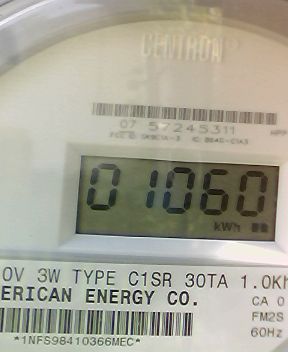 CENTRON
07 57245311
01060
kWh
0V 3W TYPE C1SR 30TA 1.0Kh
ERICAN ENERGY CO.
CA 0
FM2S
60Hz
*1NFS98410366MEC*